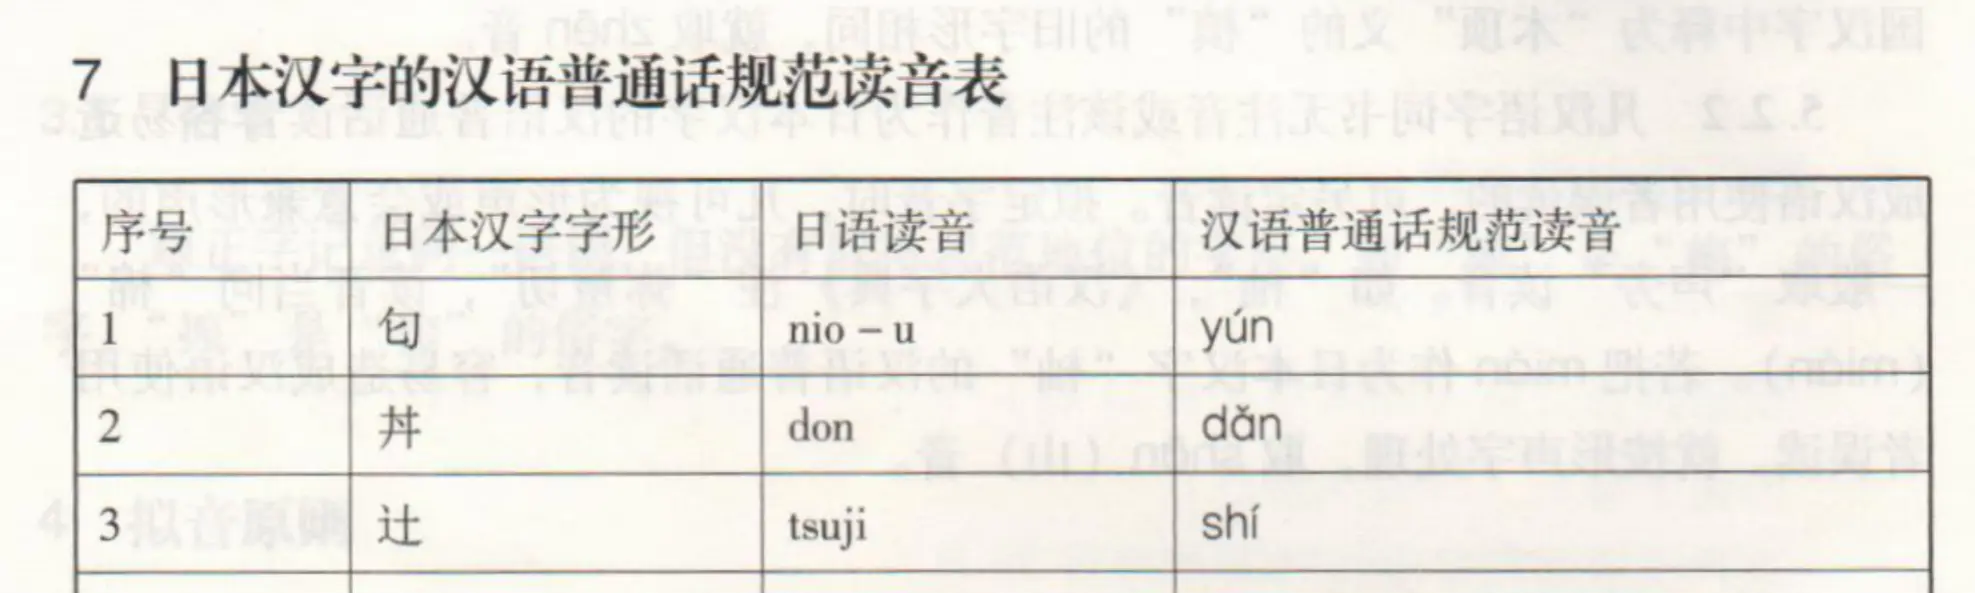 7 日本汉字的汉语普通话规范读音表
序号 日本汉字字形 日语读音 汉语普通话规范读音
1 匂 nio－u yún
2 丼 don dǎn
3 辻 tsuji shí